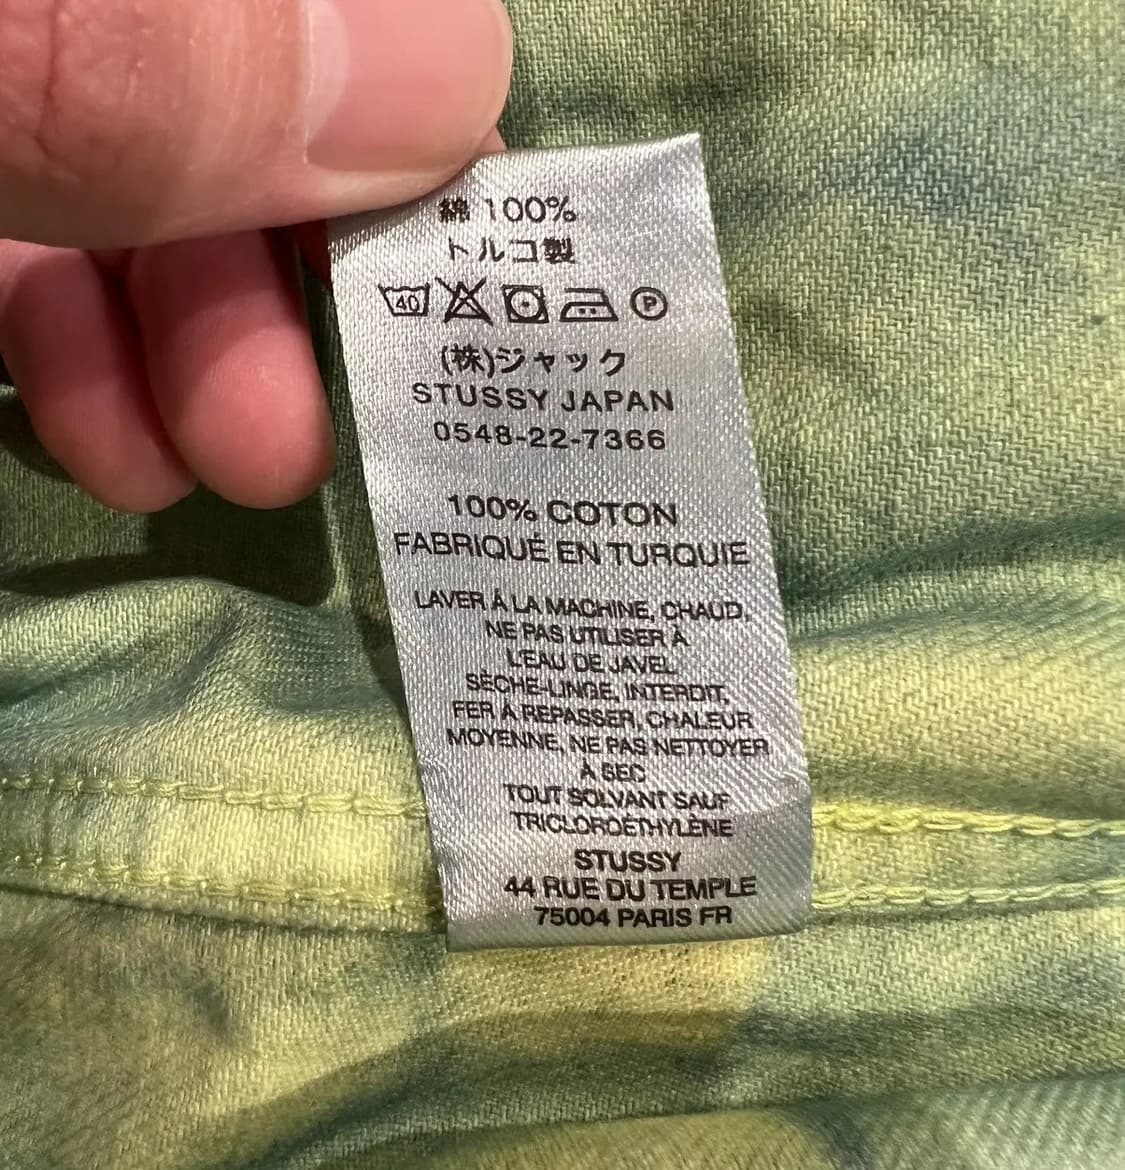 綿 100%
トルコ製
40 P
(株)ジャック
STUSSY JAPAN
0548-22-7366
100% COTON
FABRIQUÉ EN TURQUIE
LAVER À LA MACHINE, CHAUD,
NE PAS UTILISER À
L'EAU DE JAVEL
SÈCHE-LINGE, INTERDIT,
FER À REPASSER, CHALEUR
MOYENNE, NE PAS NETTOYER
À SEC
TOUT SOLVANT SAUF
TRICLOROÉTHYLÈNE
STUSSY
44 RUE DU TEMPLE
75004 PARIS FR